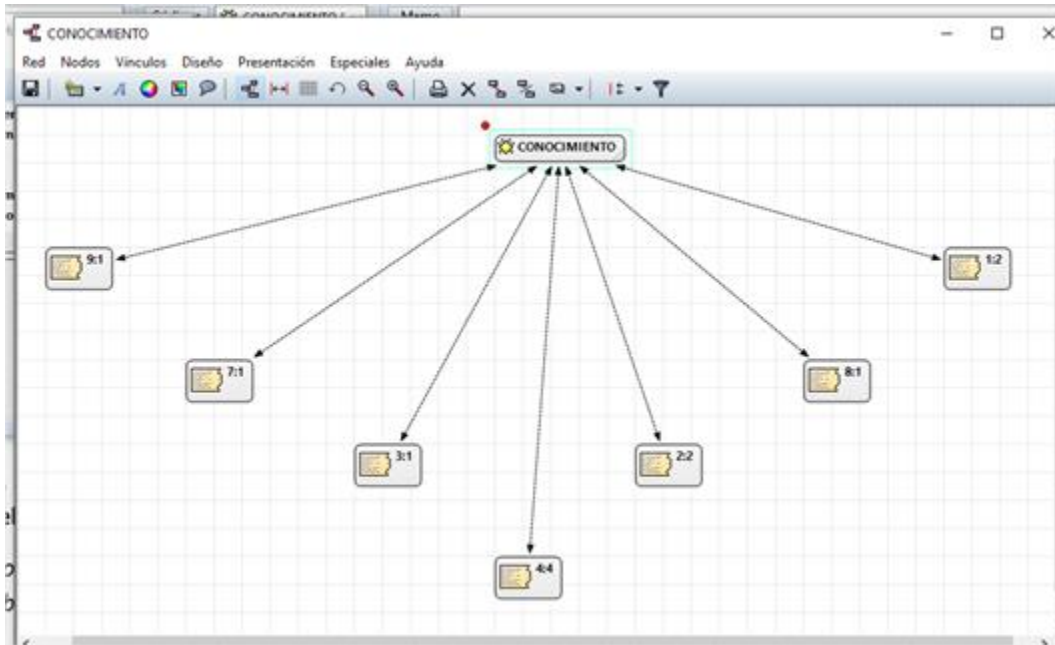 CONOCIMIENTO
Red Nodos Vínculos Diseño Presentación Especiales Ayuda
CONOCIMIENTO
9:1
1:2
7:1
8:1
3:1
2:2
4:4